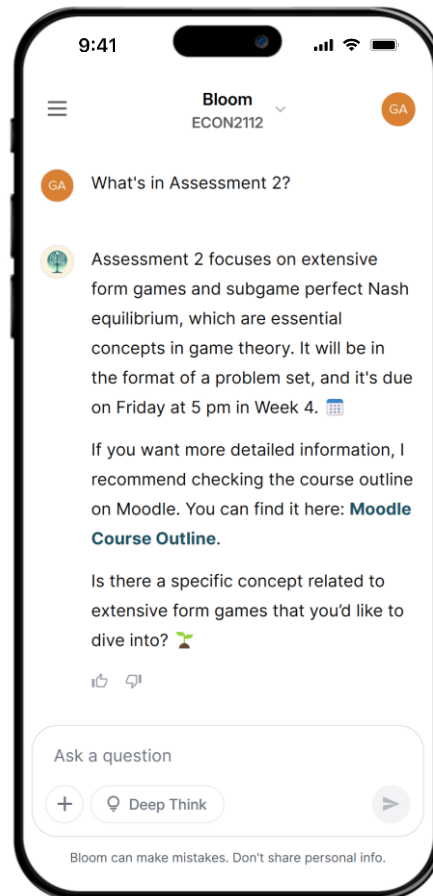 9:41
Bloom
ECON2112
GA
GA
What's in Assessment 2?
Assessment 2 focuses on extensive
form games and subgame perfect Nash
equilibrium, which are essential
concepts in game theory. It will be in
the format of a problem set, and it's due
on Friday at 5 pm in Week 4. 🗓️
If you want more detailed information, I
recommend checking the course outline
on Moodle. You can find it here: Moodle
Course Outline.
Is there a specific concept related to
extensive form games that you’d like to
dive into? 🌱
Ask a question
Deep Think
Bloom can make mistakes. Don't share personal info.